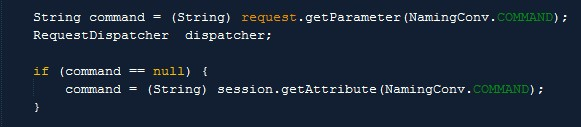 String command = (String) request.getParameter(NamingConv.COMMAND);
RequestDispatcher  dispatcher;
if (command == null) {
    command = (String) session.getAttribute(NamingConv.COMMAND);
}